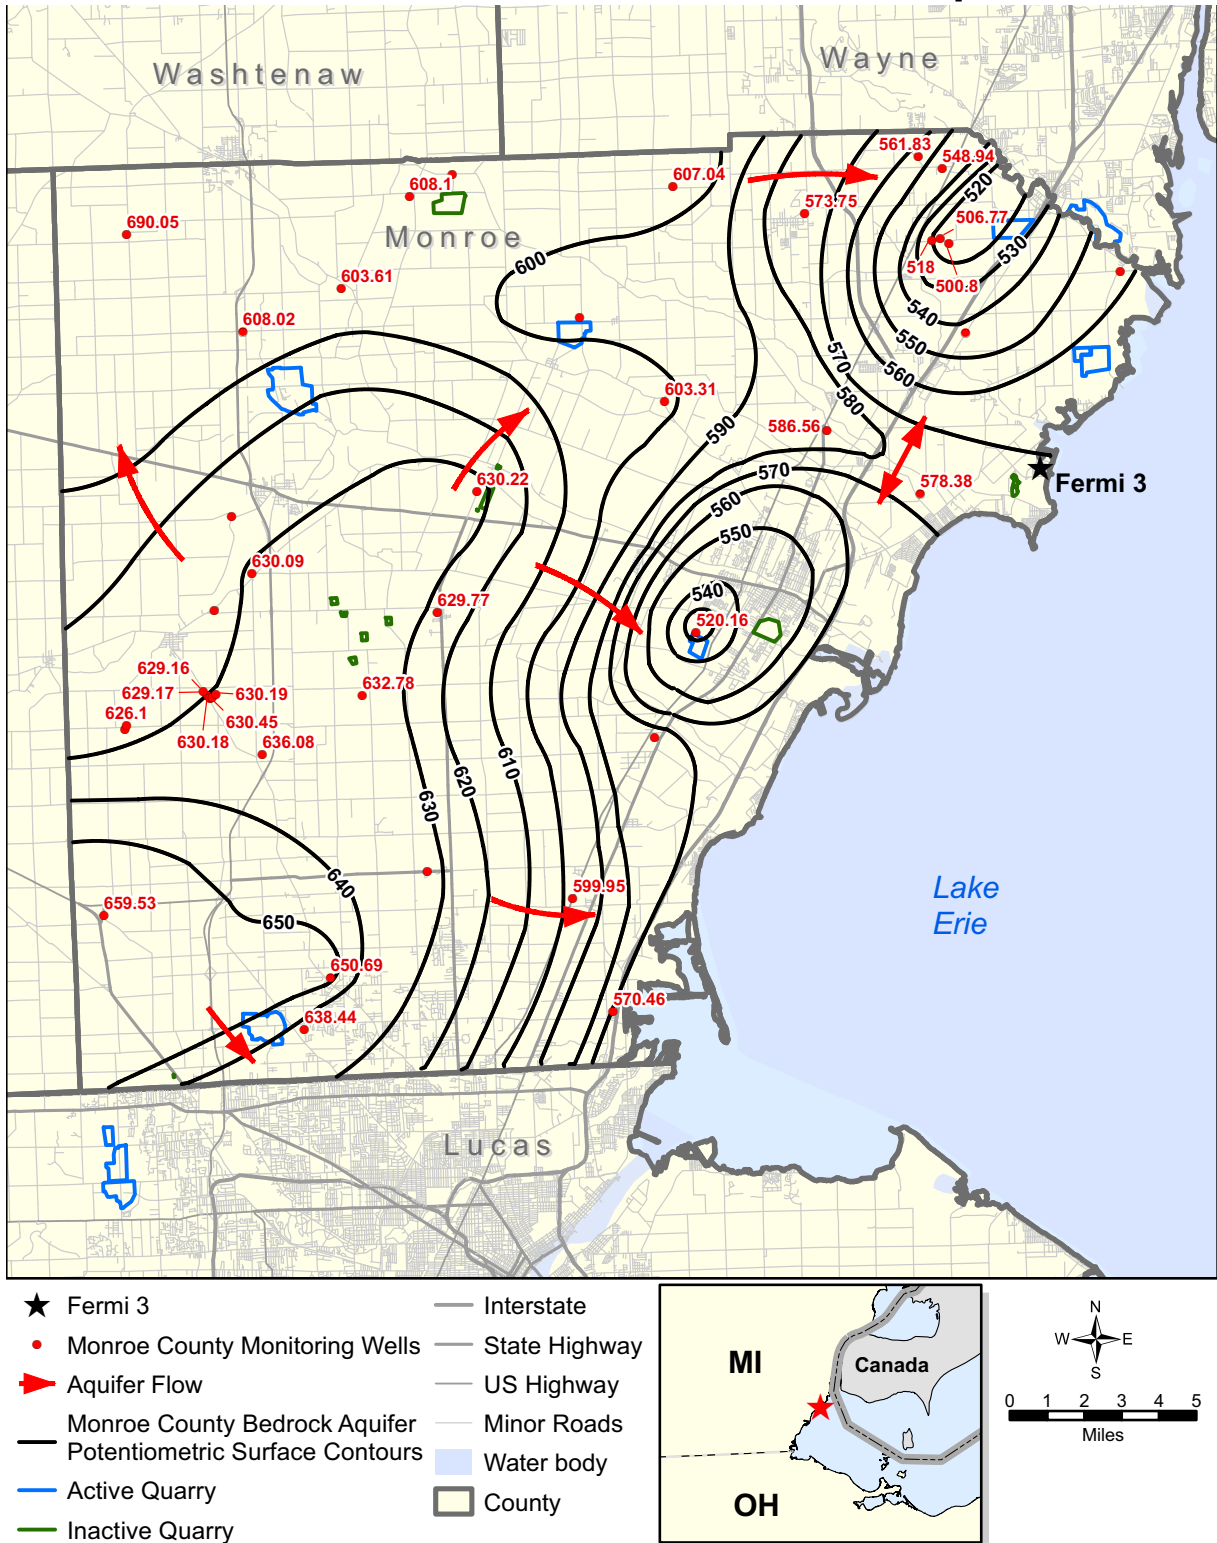 Washtenaw
Wayne
561.83
548.94
520
607.04
608.1
573.75
506.77
690.05
Monroe
530
518
600
500.8
603.61
540
608.02
550
570
560
603.31
580
590
586.56
570
630.22
578.38
Fermi 3
560
550
630.09
540
629.77
520.16
629.16
632.78
629.17
630.19
626.1
630.45
630.18
636.08
610
620
630
640
599.95
Lake
Erie
659.53
650
650.69
570.46
638.44
Lucas
Fermi 3
Monroe County Monitoring Wells
Aquifer Flow
Monroe County Bedrock Aquifer
Potentiometric Surface Contours
Active Quarry
Inactive Quarry
Interstate
State Highway
US Highway
Minor Roads
Water body
County
MI
Canada
OH
N
W E
S
0 1 2 3 4 5
Miles